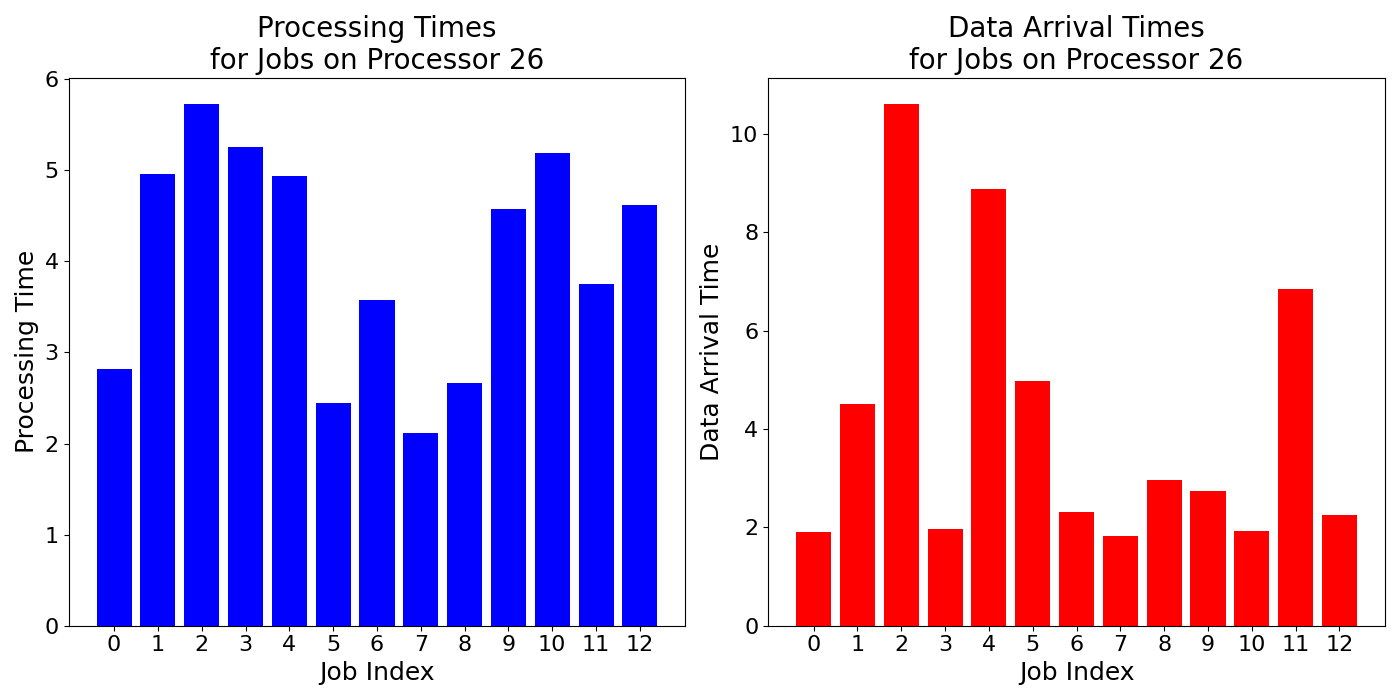 Processing Times
for Jobs on Processor 26
Processing Time
6
5
4
3
2
1
0
0 1 2 3 4 5 6 7 8 9 10 11 12
Job Index
Data Arrival Times
for Jobs on Processor 26
Data Arrival Time
10
8
6
4
2
0
0 1 2 3 4 5 6 7 8 9 10 11 12
Job Index